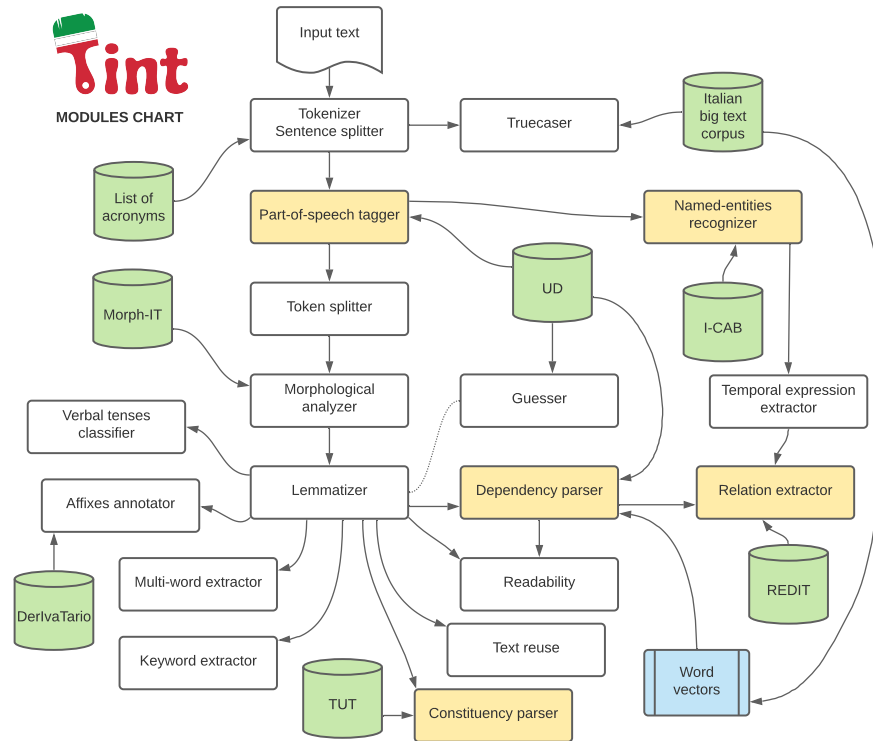 Tint
MODULES CHART
Input text
Tokenizer
Sentence splitter
Truecaser
Italian
big text
corpus
List of
acronyms
Part-of-speech tagger
Named-entities
recognizer
Morph-IT
Token splitter
UD
I-CAB
Morphological
analyzer
Guesser
Temporal expression
extractor
Verbal tenses
classifier
Lemmatizer
Dependency parser
Relation extractor
Affixes annotator
Multi-word extractor
Readability
REDIT
DerIvaTario
Keyword extractor
Text reuse
Word
vectors
TUT
Constituency parser